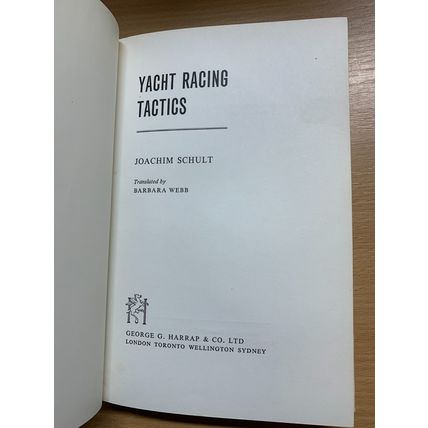 YACHT RACING
TACTICS
JOACHIM SCHULT
Translated by
BARBARA WEBB
GEORGE G. HARRAP & CO. LTD
LONDON TORONTO WELLINGTON SYDNEY